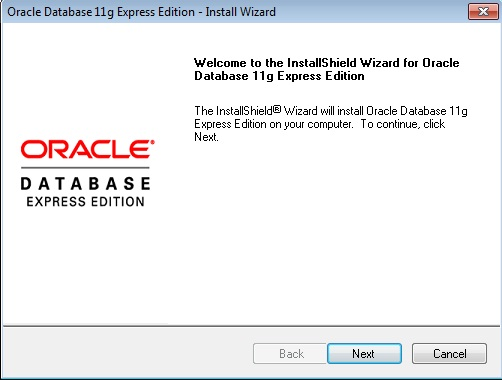 Oracle Database 11g Express Edition - Install Wizard
Welcome to the InstallShield Wizard for Oracle
Database 11g Express Edition
The InstallShield® Wizard will install Oracle Database 11g
Express Edition on your computer. To continue, click
Next.
ORACLE®
DATABASE
EXPRESS EDITION
Back
Next
Cancel